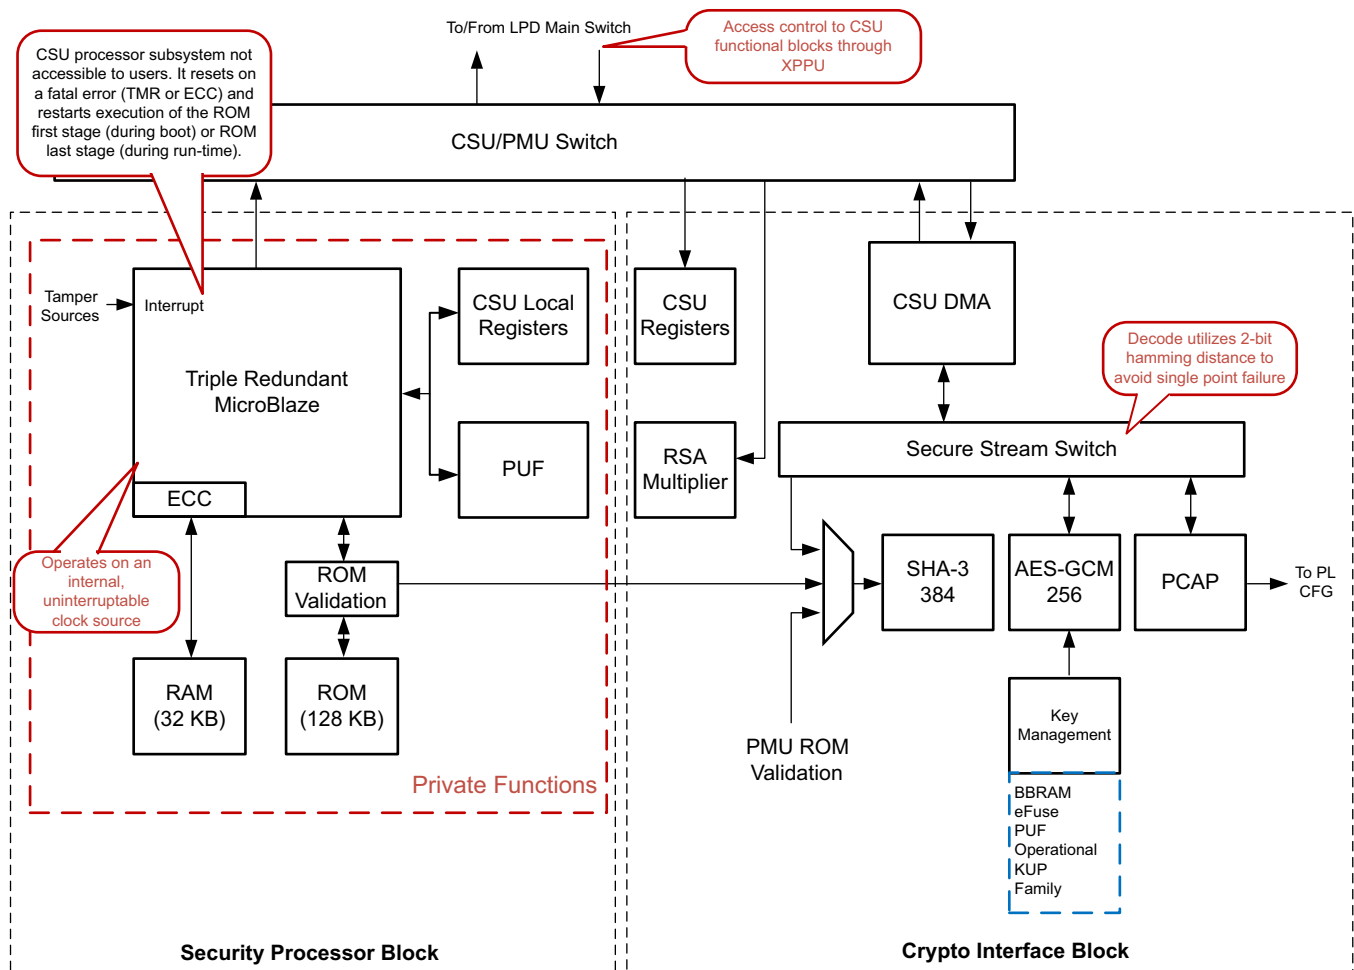 To/From LPD Main Switch
Access control to CSU
functional blocks through
XPPU
CSU processor subsystem not
accessible to users. It resets on
a fatal error (TMR or ECC) and
restarts execution of the ROM
first stage (during boot) or ROM
last stage (during run-time).
CSU/PMU Switch
Tamper
Sources
Interrupt
Triple Redundant
MicroBlaze
CSU Local
Registers
PUF
ECC
Operates on an
internal,
uninterruptable
clock source
ROM
Validation
RAM
(32 KB)
ROM
(128 KB)
Private Functions
Security Processor Block
CSU
Registers
RSA
Multiplier
CSU DMA
Decode utilizes 2-bit
hamming distance to
avoid single point failure
Secure Stream Switch
SHA-3
384
AES-GCM
256
PCAP
To PL
CFG
PMU ROM
Validation
Key
Management
BBRAM
eFuse
PUF
Operational
KUP
Family
Crypto Interface Block